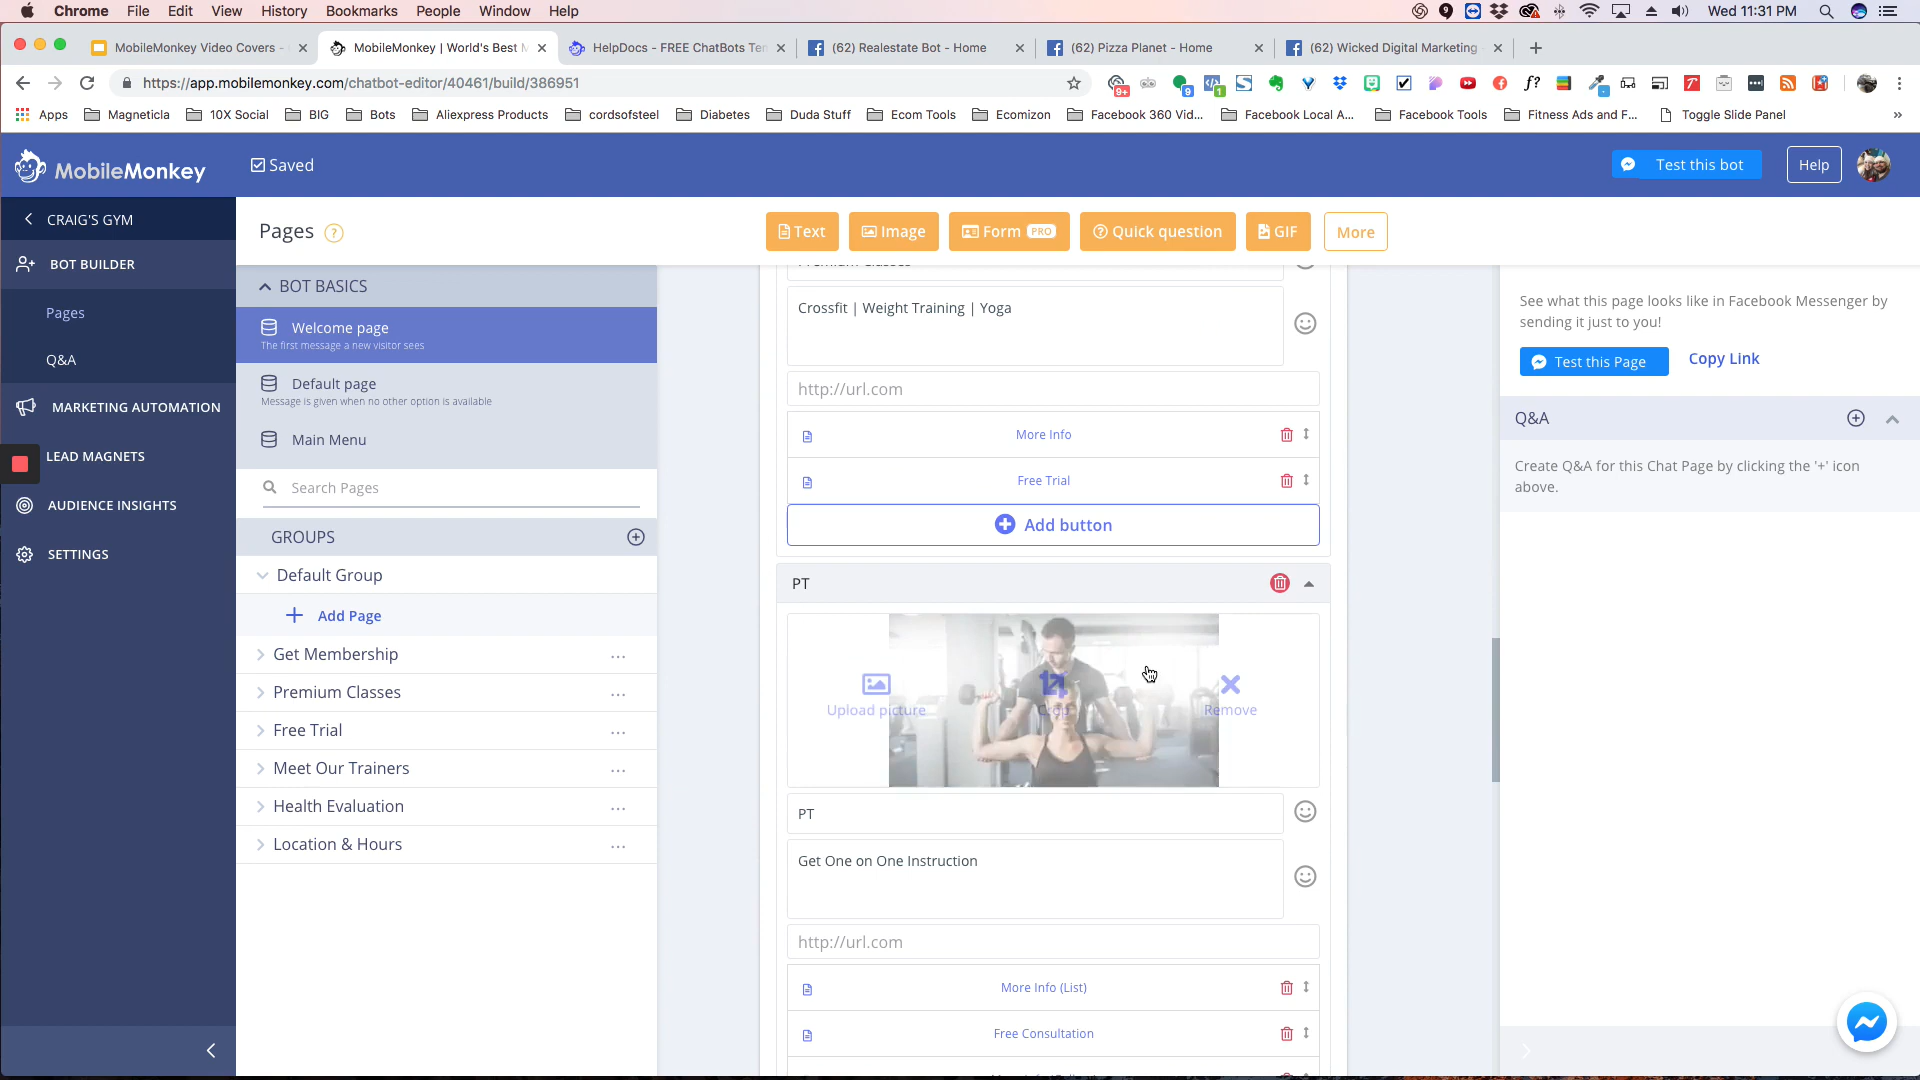 Chrome File Edit View History Bookmarks People Window Help
Wed 11:31 PM
MobileMonkey Video Covers -
MobileMonkey | World's Best M
HelpDocs - FREE ChatBots Tem
(62) Realestate Bot - Home
(62) Pizza Planet - Home
(62) Wicked Digital Marketing
https://app.mobilemonkey.com/chatbot-editor/40461/build/386951
Apps Magneticla 10X Social BIG Bots Aliexpress Products cordsofsteel Diabetes Duda Stuff Ecom Tools Ecomizon Facebook 360 Vid... Facebook Local A... Facebook Tools Fitness Ads and F... Toggle Slide Panel
MobileMonkey
Saved
Test this bot
Help
CRAIG'S GYM
BOT BUILDER
Pages
Q&A
MARKETING AUTOMATION
LEAD MAGNETS
AUDIENCE INSIGHTS
SETTINGS
Pages ?
Text
Image
Form PRO
Quick question
GIF
More
BOT BASICS
Welcome page
The first message a new visitor sees
Default page
Message is given when no other option is available
Main Menu
Search Pages
GROUPS
Default Group
Add Page
Get Membership
Premium Classes
Free Trial
Meet Our Trainers
Health Evaluation
Location & Hours
Crossfit | Weight Training | Yoga
http://url.com
More Info
Free Trial
Add button
PT
Upload picture
Crop
Remove
PT
Get One on One Instruction
http://url.com
More Info (List)
Free Consultation
See what this page looks like in Facebook Messenger by
sending it just to you!
Test this Page
Copy Link
Q&A
Create Q&A for this Chat Page by clicking the '+' icon
above.